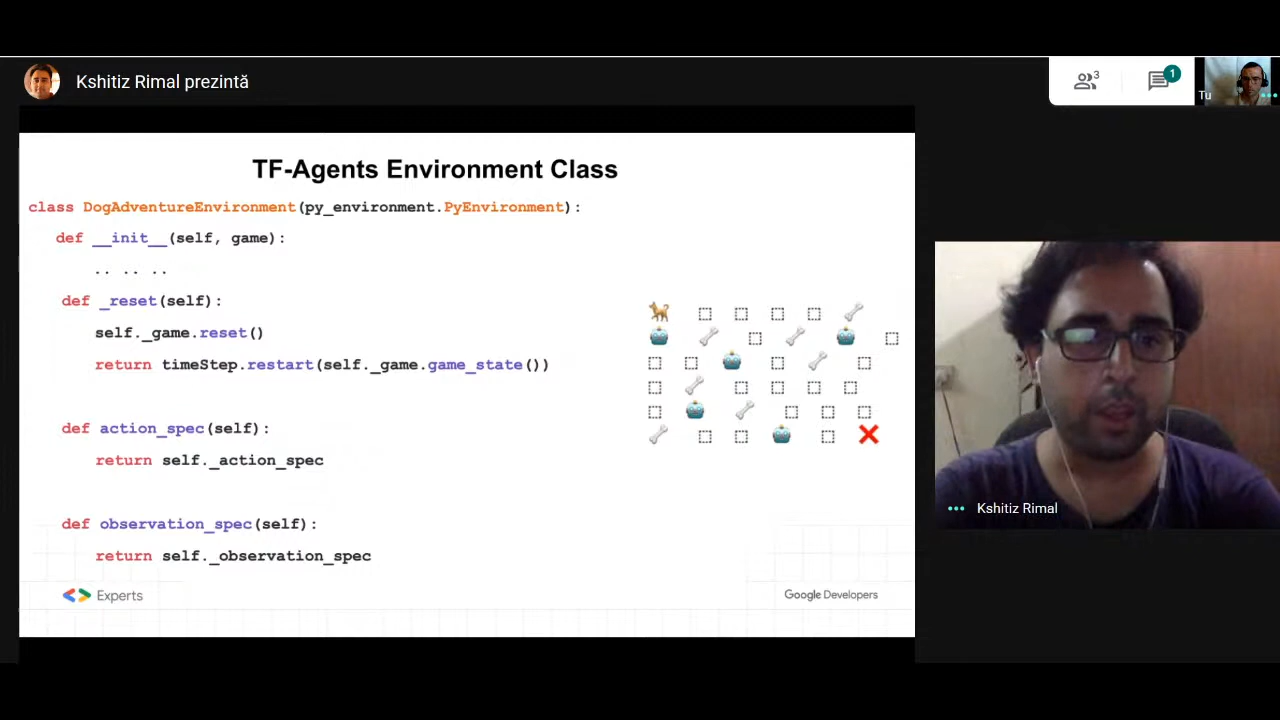 Kshitiz Rimal prezintă
3
1
Tu
TF-Agents Environment Class
class DogAdventureEnvironment(py_environment.PyEnvironment):
def __init__(self, game):
.. .. ..
def _reset(self):
self._game.reset()
return timeStep.restart(self._game.game_state())
def action_spec(self):
return self._action_spec
def observation_spec(self):
return self._observation_spec
Experts
Google Developers
Kshitiz Rimal